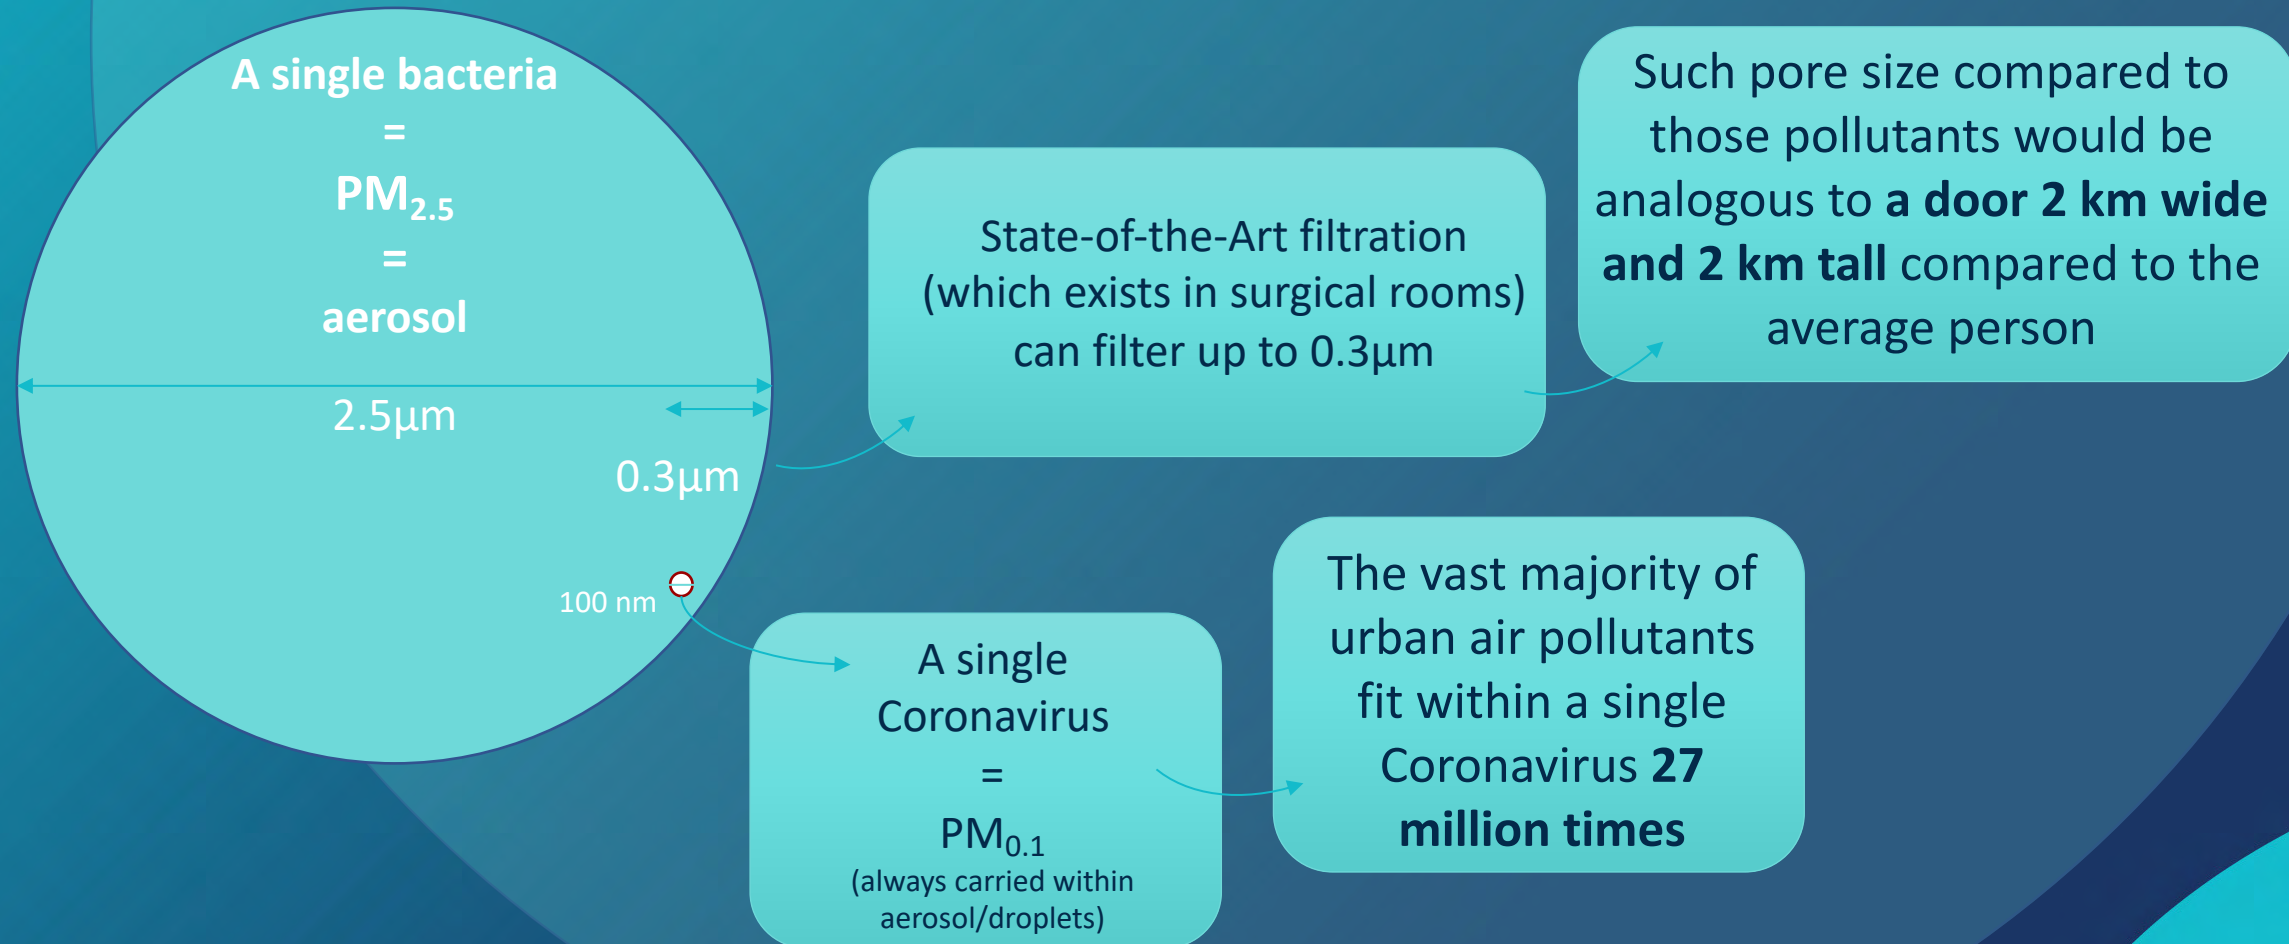 A single bacteria
=
PM₂.₅
=
aerosol
2.5µm
0.3µm
100 nm
State-of-the-Art filtration
(which exists in surgical rooms)
can filter up to 0.3µm
Such pore size compared to
those pollutants would be
analogous to a door 2 km wide
and 2 km tall compared to the
average person
A single
Coronavirus
=
PM₀.₁
(always carried within
aerosol/droplets)
The vast majority of
urban air pollutants
fit within a single
Coronavirus 27
million times